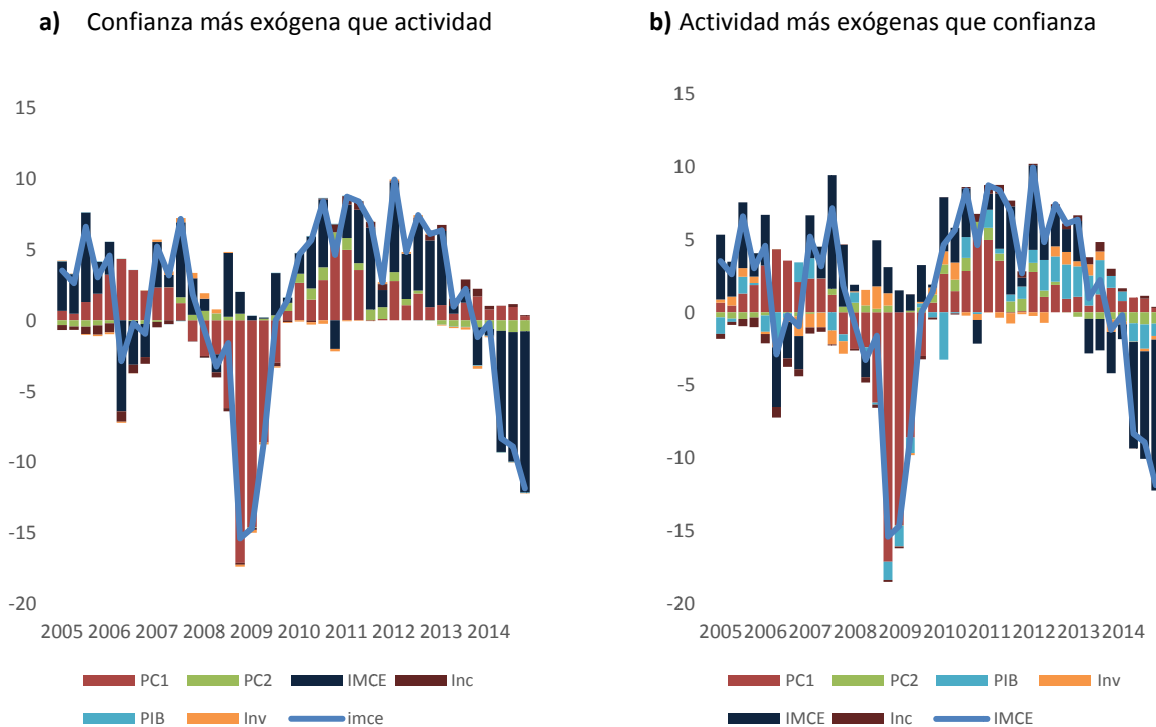 a) Confianza más exógena que actividad
15
10
5
0
-5
-10
-15
-20
2005 2006 2007 2008 2009 2010 2011 2012 2013 2014
PC1 PC2 IMCE Inc
PIB Inv imce
b) Actividad más exógenas que confianza
15
10
5
0
-5
-10
-15
-20
2005 2006 2007 2008 2009 2010 2011 2012 2013 2014
PC1 PC2 PIB Inv
IMCE Inc IMCE